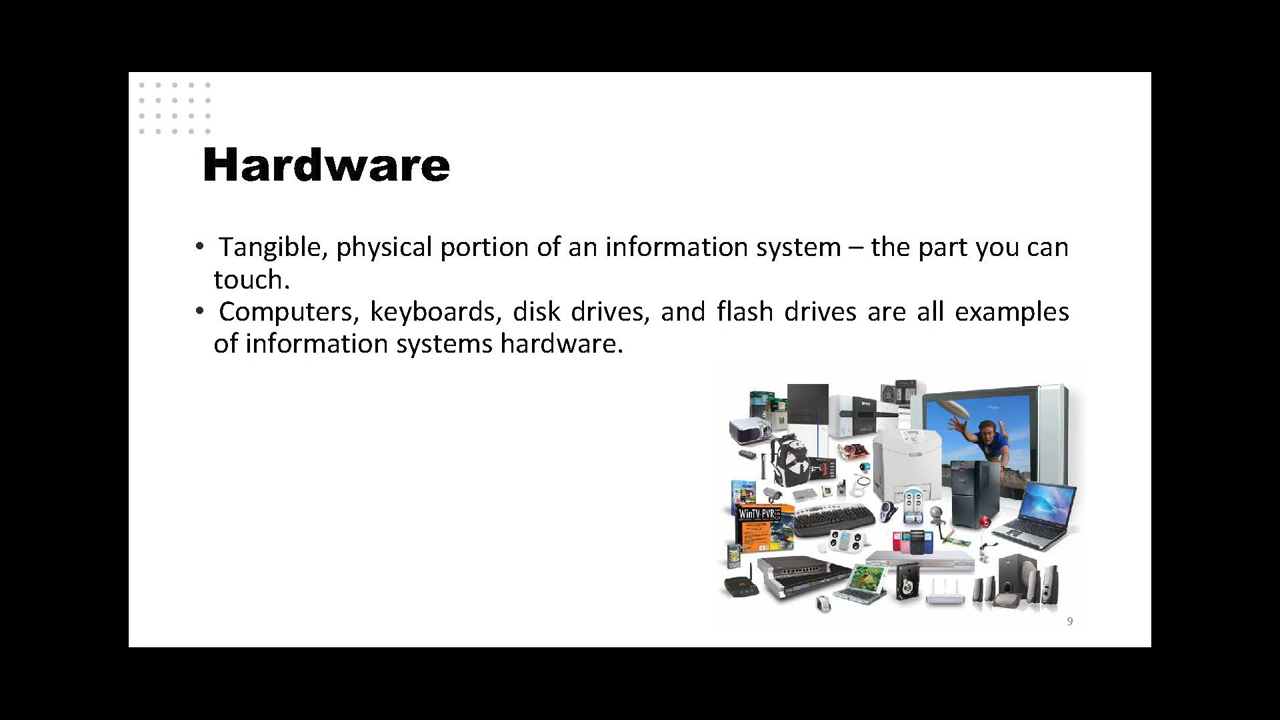 Hardware
• Tangible, physical portion of an information system – the part you can
touch.
• Computers, keyboards, disk drives, and flash drives are all examples
of information systems hardware.
WinTV-PVR
9